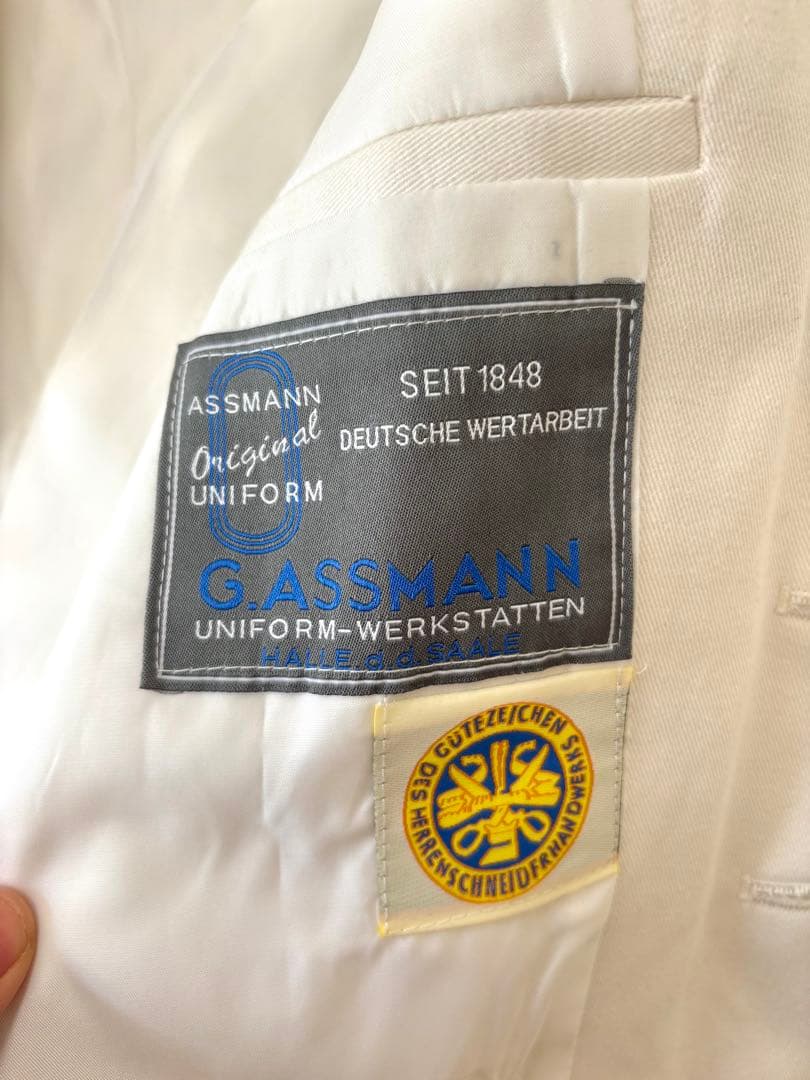 ASSMANN
Original
UNIFORM
SEIT 1848
DEUTSCHE WERTARBEIT
G.ASSMANN
UNIFORM-WERKSTATTEN
HALLE.a.d.SAALE
GÜTEZEICHEN DES HERRENSCHNEIDERHANDWERKS